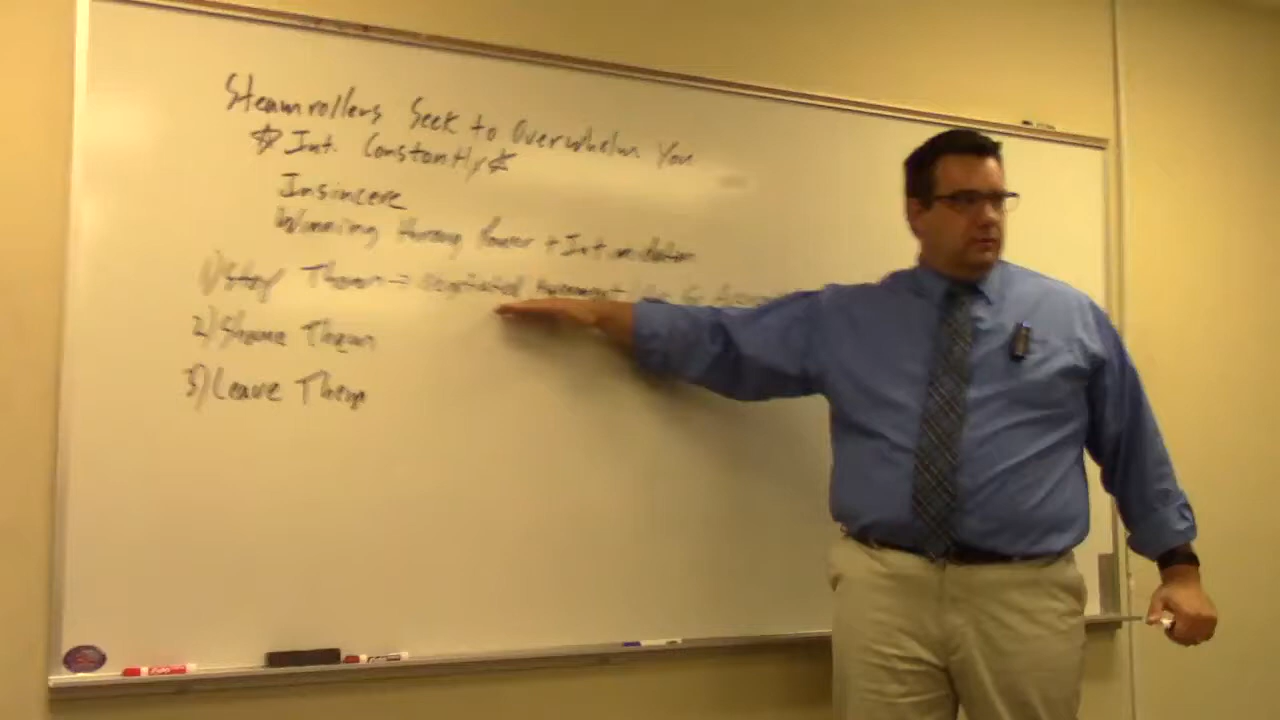 Steamrollers Seek to Overwhelm You
☆ Int. Constantly ☆
Insincere
Winning through Power + Intimidation
1) Stop Them =
2) Shame Them
3) Leave Them